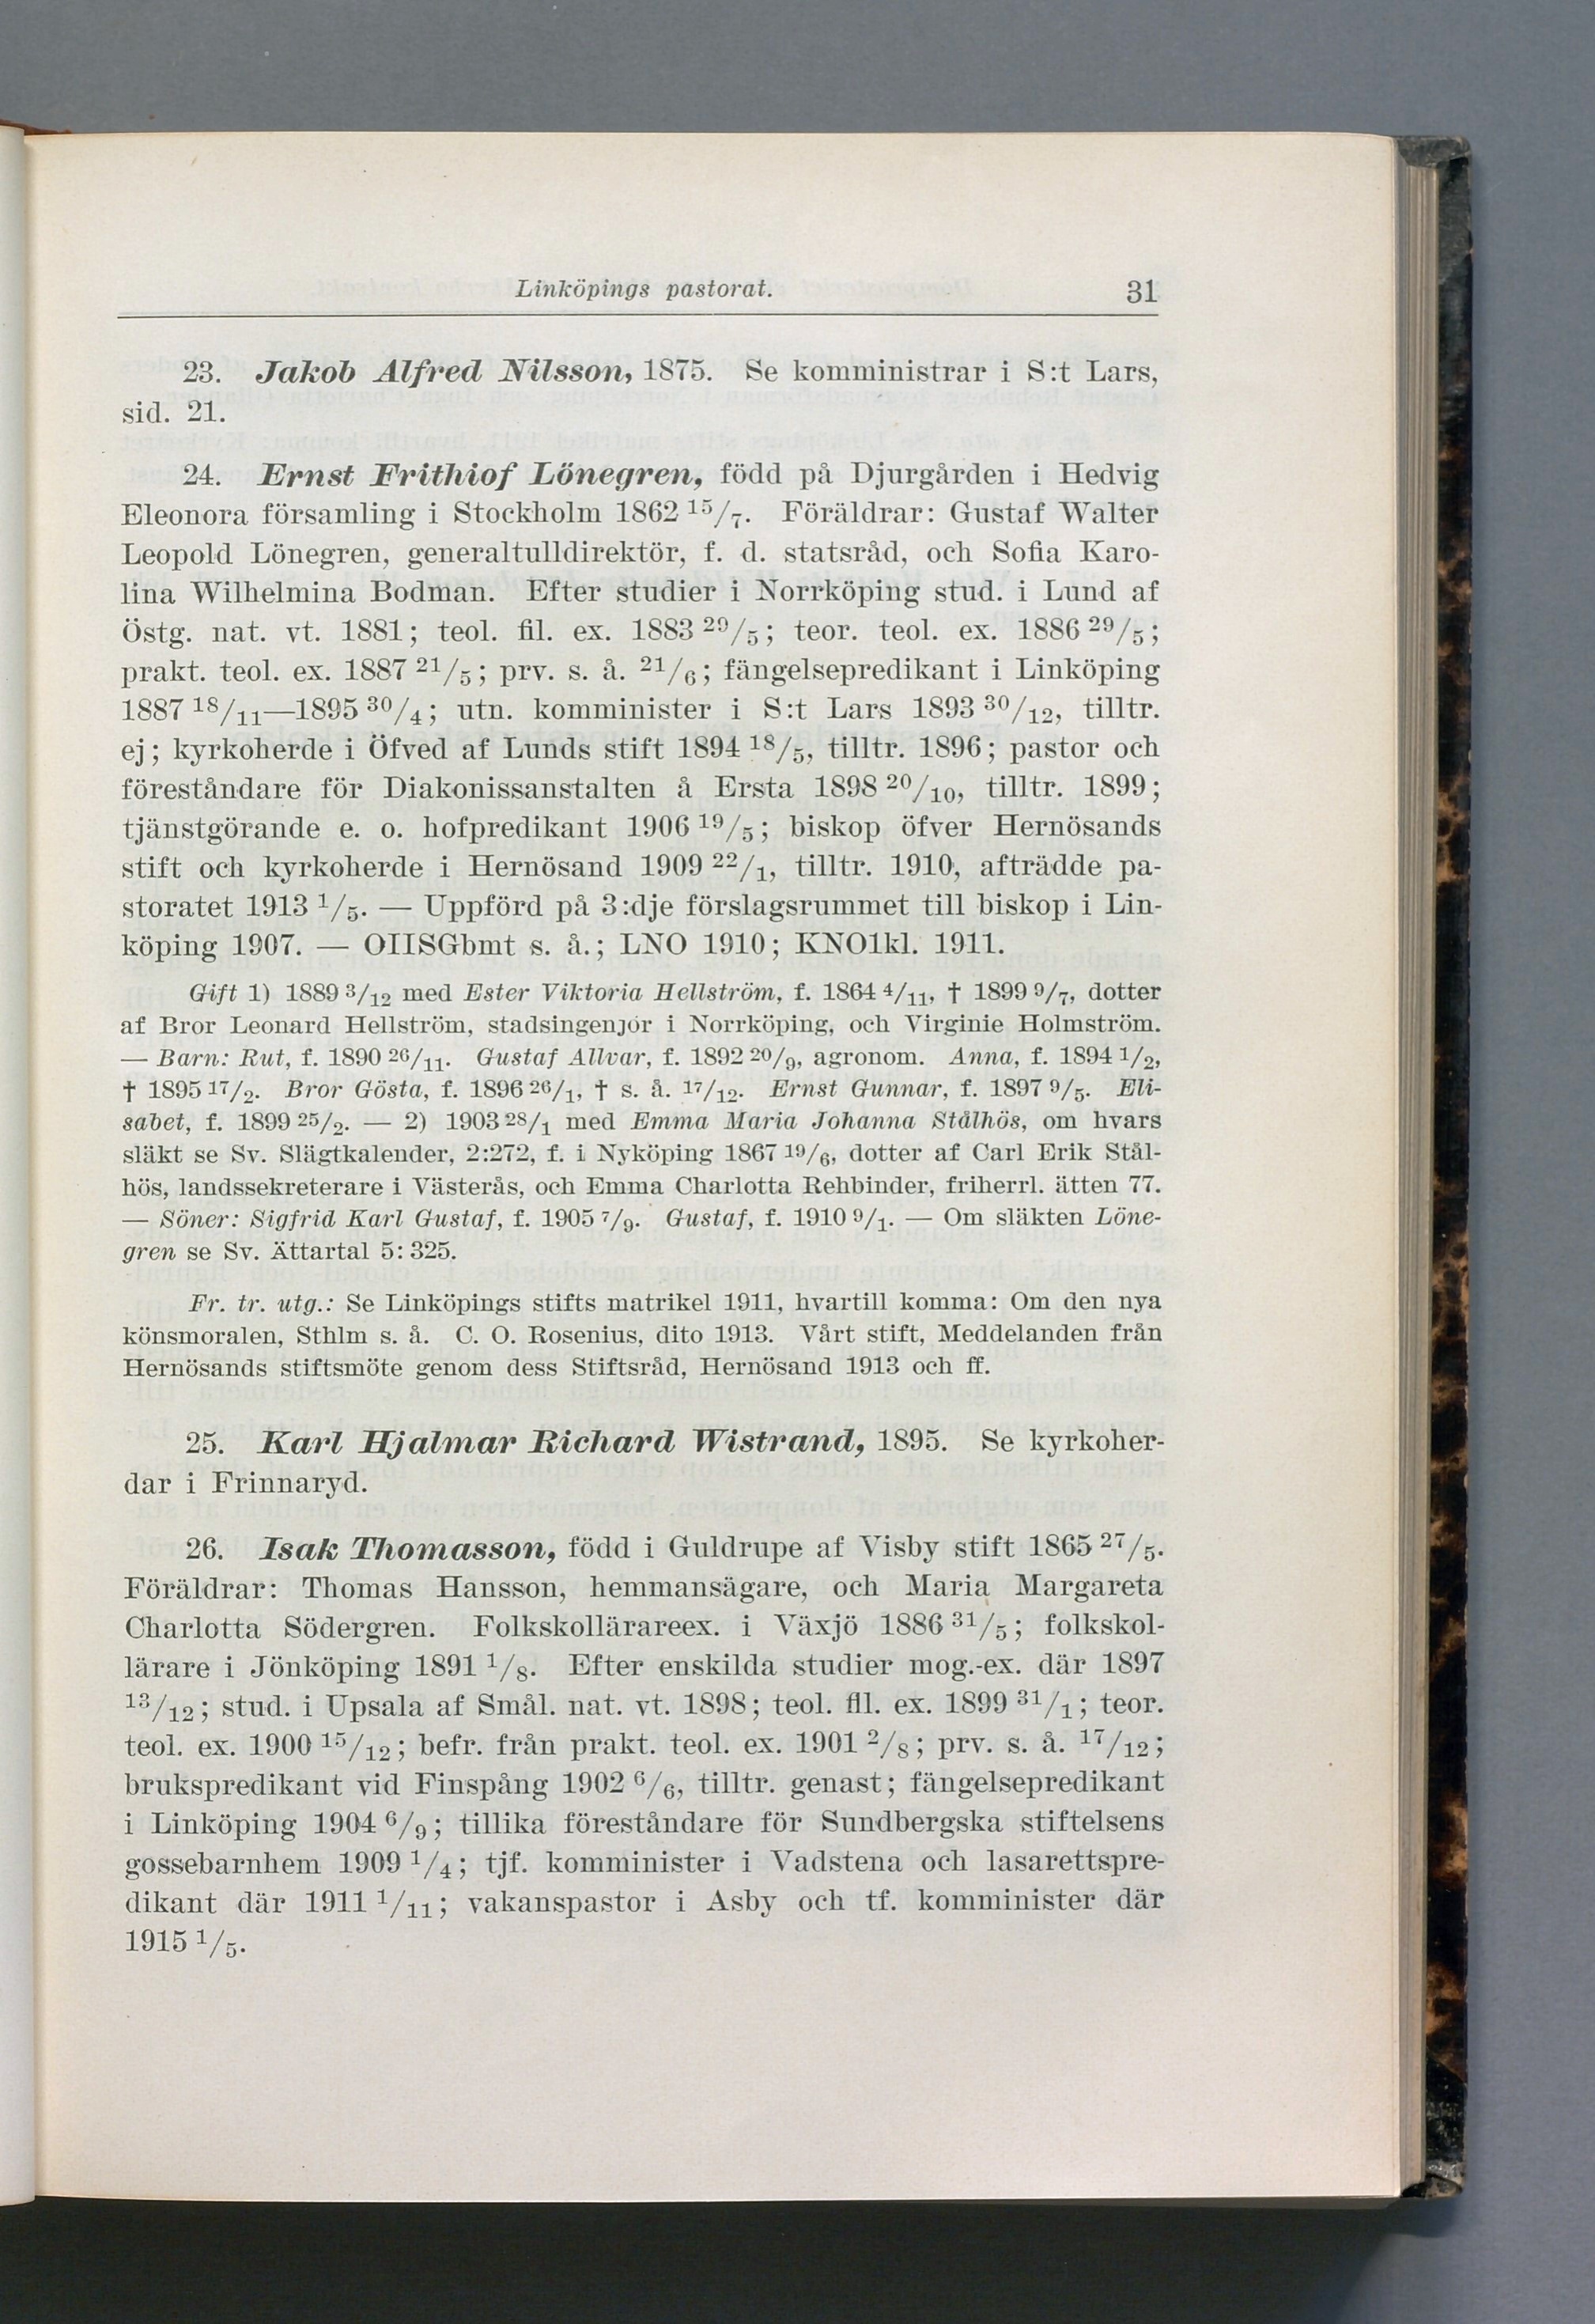 Linköpings pastorat. 31
23. Jakob Alfred Nilsson, 1875. Se komministrar i S:t Lars,
sid. 21.
24. Ernst Frithiof Lönegren, född på Djurgården i Hedvig
Eleonora församling i Stockholm 1862 15/7. Föräldrar: Gustaf Walter
Leopold Lönegren, generaltulldirektör, f. d. statsråd, och Sofia Karo-
lina Wilhelmina Bodman. Efter studier i Norrköping stud. i Lund af
Östg. nat. vt. 1881; teol. fil. ex. 1883 29/5; teor. teol. ex. 1886 29/5;
prakt. teol. ex. 1887 21/5; prv. s. å. 21/6; fängelsepredikant i Linköping
1887 18/11—1895 30/4; utn. komminister i S:t Lars 1893 30/12, tilltr.
ej; kyrkoherde i Öfved af Lunds stift 1894 18/5, tilltr. 1896; pastor och
föreståndare för Diakonissanstalten å Ersta 1898 20/10, tilltr. 1899;
tjänstgörande e. o. hofpredikant 1906 19/5; biskop öfver Hernösands
stift och kyrkoherde i Hernösand 1909 22/1, tilltr. 1910, afträdde pa-
storatet 1913 1/5. — Uppförd på 3:dje förslagsrummet till biskop i Lin-
köping 1907. — OIISGbmt s. å.; LNO 1910; KNO1kl. 1911.
Gift 1) 1889 3/12 med Ester Viktoria Hellström, f. 1864 4/11, † 1899 9/7, dotter
af Bror Leonard Hellström, stadsingenjör i Norrköping, och Virginie Holmström.
— Barn: Rut, f. 1890 26/11. Gustaf Allvar, f. 1892 20/9, agronom. Anna, f. 1894 1/2,
† 1895 17/2. Bror Gösta, f. 1896 26/1, † s. å. 17/12. Ernst Gunnar, f. 1897 9/5. Eli-
sabet, f. 1899 25/2. — 2) 1903 28/1 med Emma Maria Johanna Stålhös, om hvars
släkt se Sv. Slägtkalender, 2:272, f. i Nyköping 1867 19/6, dotter af Carl Erik Stål-
hös, landssekreterare i Västerås, och Emma Charlotta Rehbinder, friherrl. ätten 77.
— Söner: Sigfrid Karl Gustaf, f. 1905 7/9. Gustaf, f. 1910 9/1. — Om släkten Löne-
gren se Sv. Ättartal 5: 325.
Fr. tr. utg.: Se Linköpings stifts matrikel 1911, hvartill komma: Om den nya
könsmoralen, Sthlm s. å. C. O. Rosenius, dito 1913. Vårt stift, Meddelanden från
Hernösands stiftsmöte genom dess Stiftsråd, Hernösand 1913 och ff.
25. Karl Hjalmar Richard Wistrand, 1895. Se kyrkoher-
dar i Frinnaryd.
26. Isak Thomasson, född i Guldrupe af Visby stift 1865 27/5.
Föräldrar: Thomas Hansson, hemmansägare, och Maria Margareta
Charlotta Södergren. Folkskollärareex. i Växjö 1886 31/5; folkskol-
lärare i Jönköping 1891 1/8. Efter enskilda studier mog.-ex. där 1897
13/12; stud. i Upsala af Smål. nat. vt. 1898; teol. fil. ex. 1899 31/1; teor.
teol. ex. 1900 15/12; befr. från prakt. teol. ex. 1901 2/8; prv. s. å. 17/12;
brukspredikant vid Finspång 1902 6/6, tilltr. genast; fängelsepredikant
i Linköping 1904 6/9; tillika föreståndare för Sundbergska stiftelsens
gossebarnhem 1909 1/4; tjf. komminister i Vadstena och lasarettspre-
dikant där 1911 1/11; vakanspastor i Asby och tf. komminister där
1915 1/5.